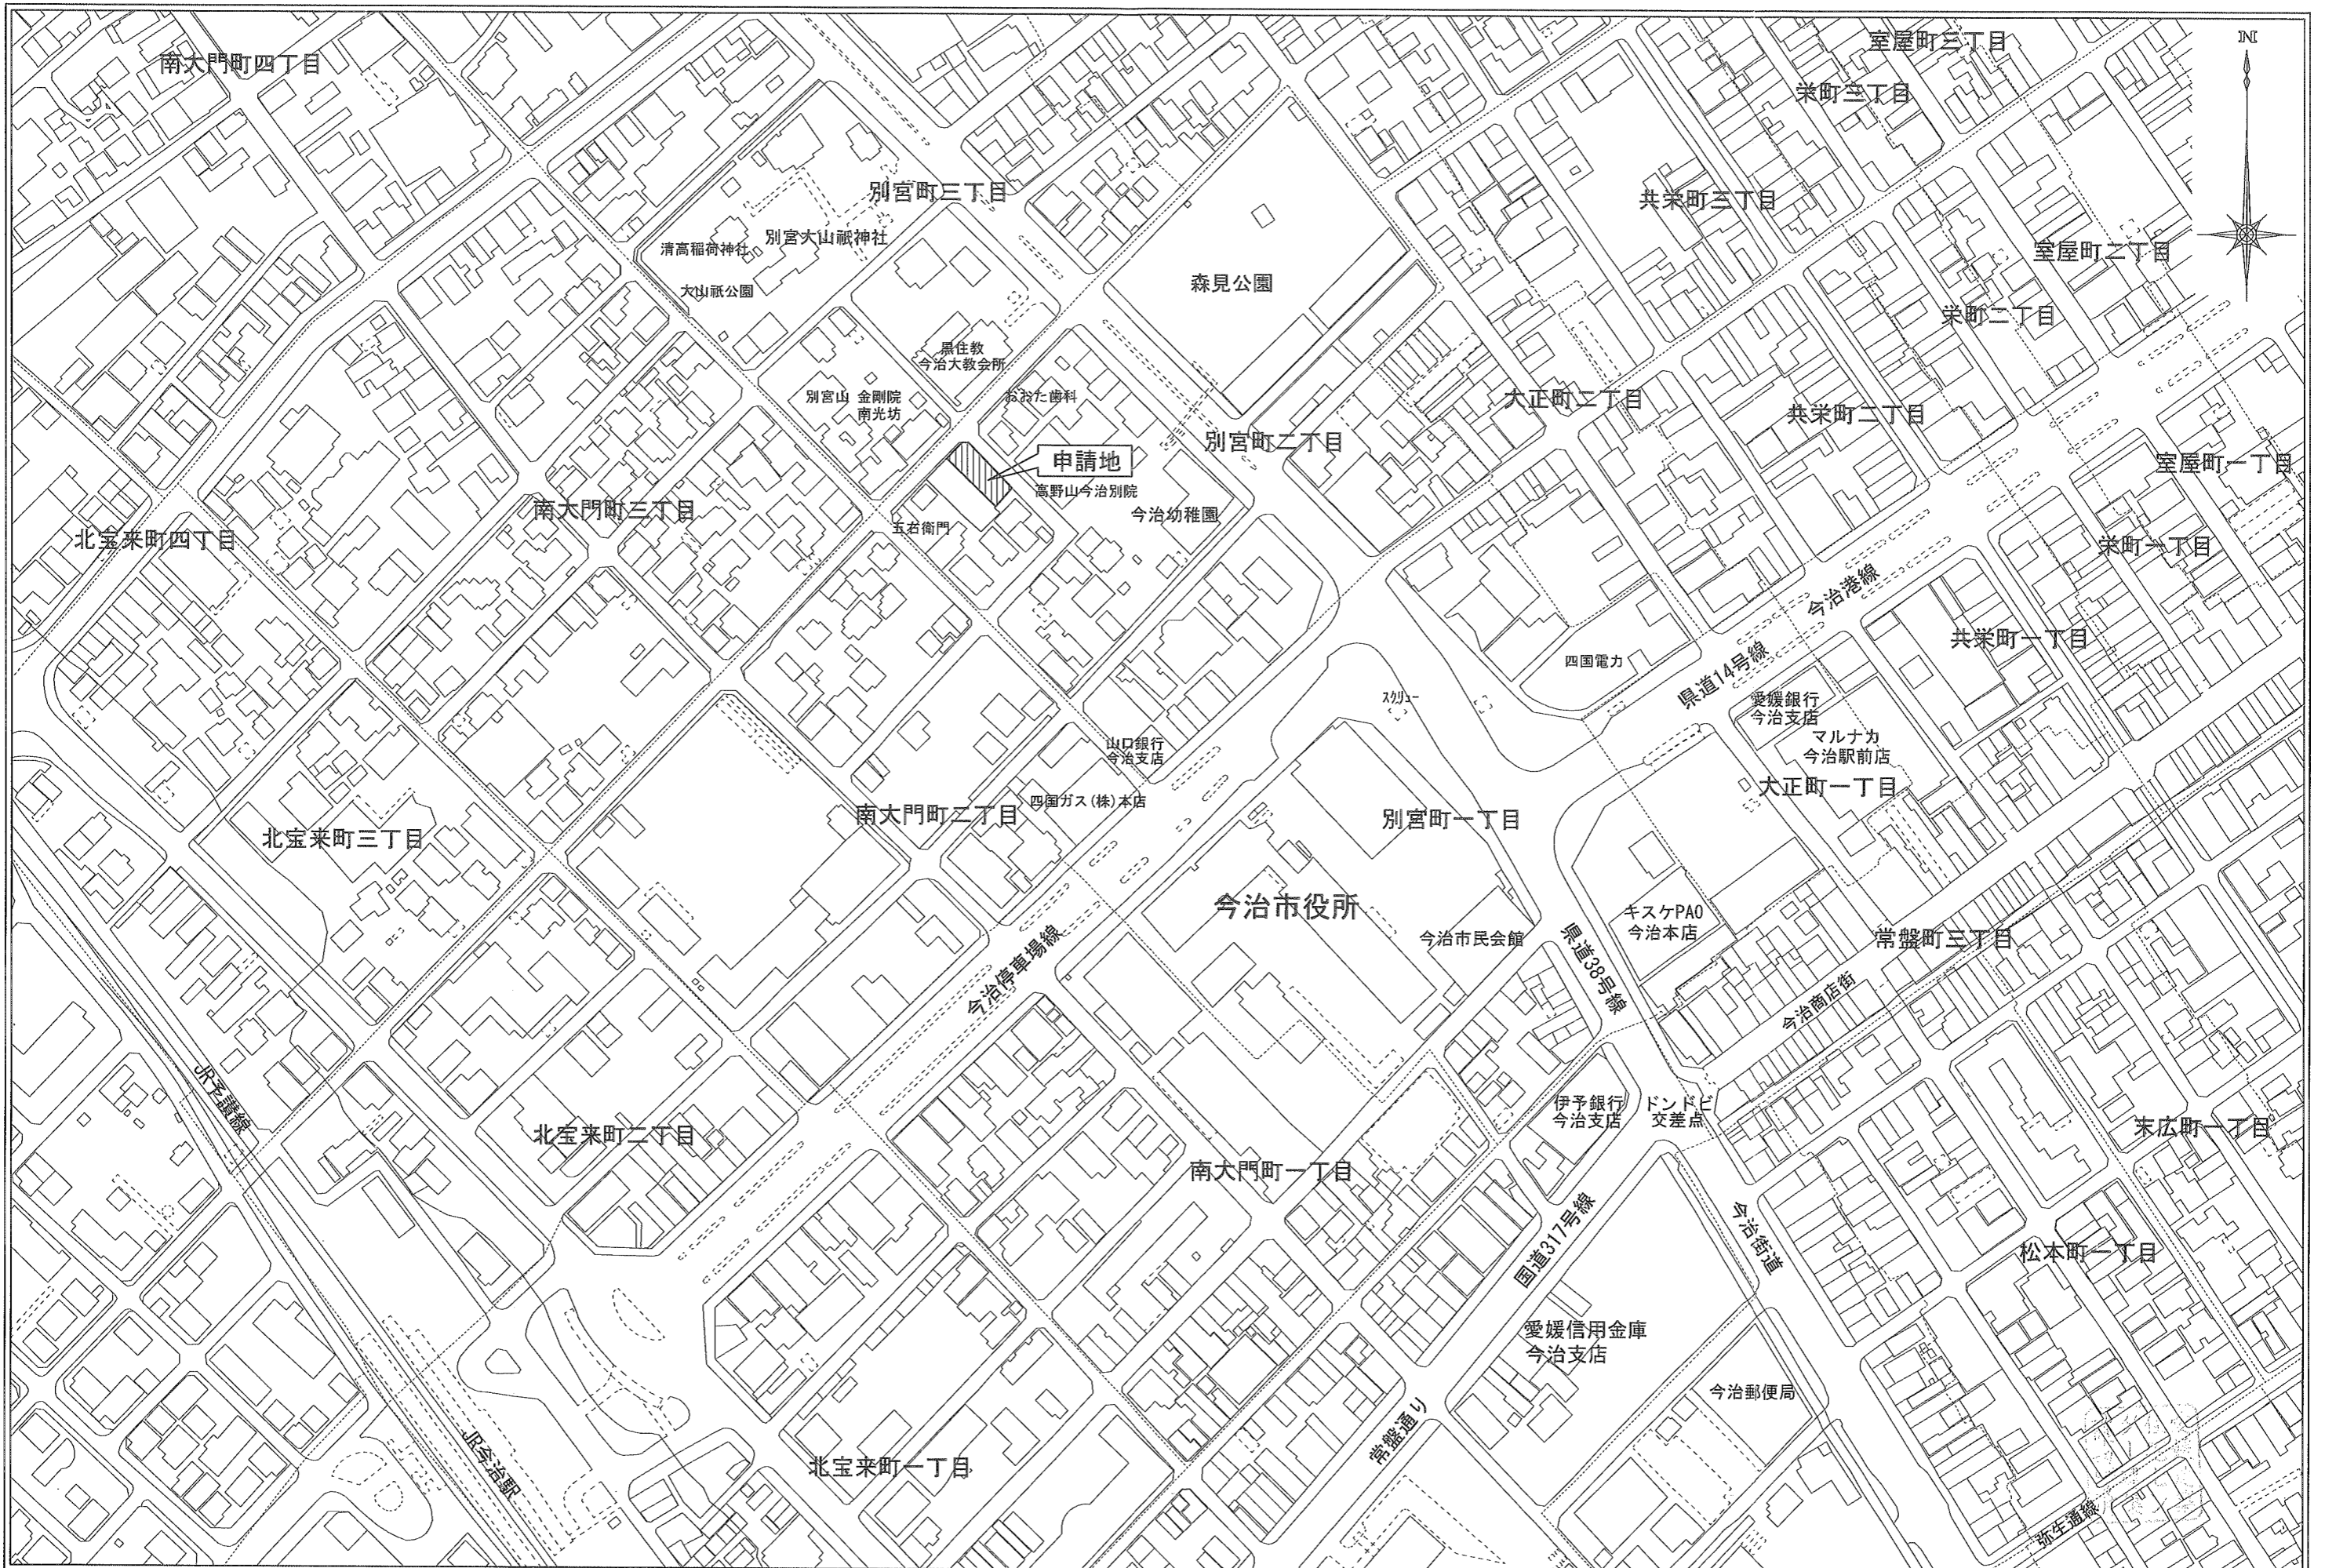 南大門町四丁目
室屋町三丁目
N
栄町三丁目
別宮町三丁目
共栄町三丁目
別宮大山祇神社
清高稲荷神社
室屋町二丁目
大山祇公園
森見公園
栄町二丁目
黒住教
今治大教会所
別宮山 金剛院
南光坊
おおた歯科
大正町二丁目
共栄町二丁目
別宮町二丁目
申請地
室屋町一丁目
高野山今治別院
南大門町三丁目
今治幼稚園
五右衛門
北宝来町四丁目
栄町一丁目
今治港線
共栄町一丁目
四国電力
県道14号線
スクリュー
愛媛銀行
今治支店
山口銀行
今治支店
マルナカ
今治駅前店
大正町一丁目
四国ガス(株)本店
南大門町二丁目
別宮町一丁目
北宝来町三丁目
今治市役所
キスケPAO
今治本店
今治市民会館
常盤町三丁目
今治停車場線
県道38号線
今治商店街
JR予讃線
伊予銀行
今治支店
ドンドビ
交差点
北宝来町二丁目
末広町一丁目
南大門町一丁目
国道317号線
今治街道
松本町一丁目
愛媛信用金庫
今治支店
今治郵便局
常盤通り
JR今治駅
北宝来町一丁目
弥生通線